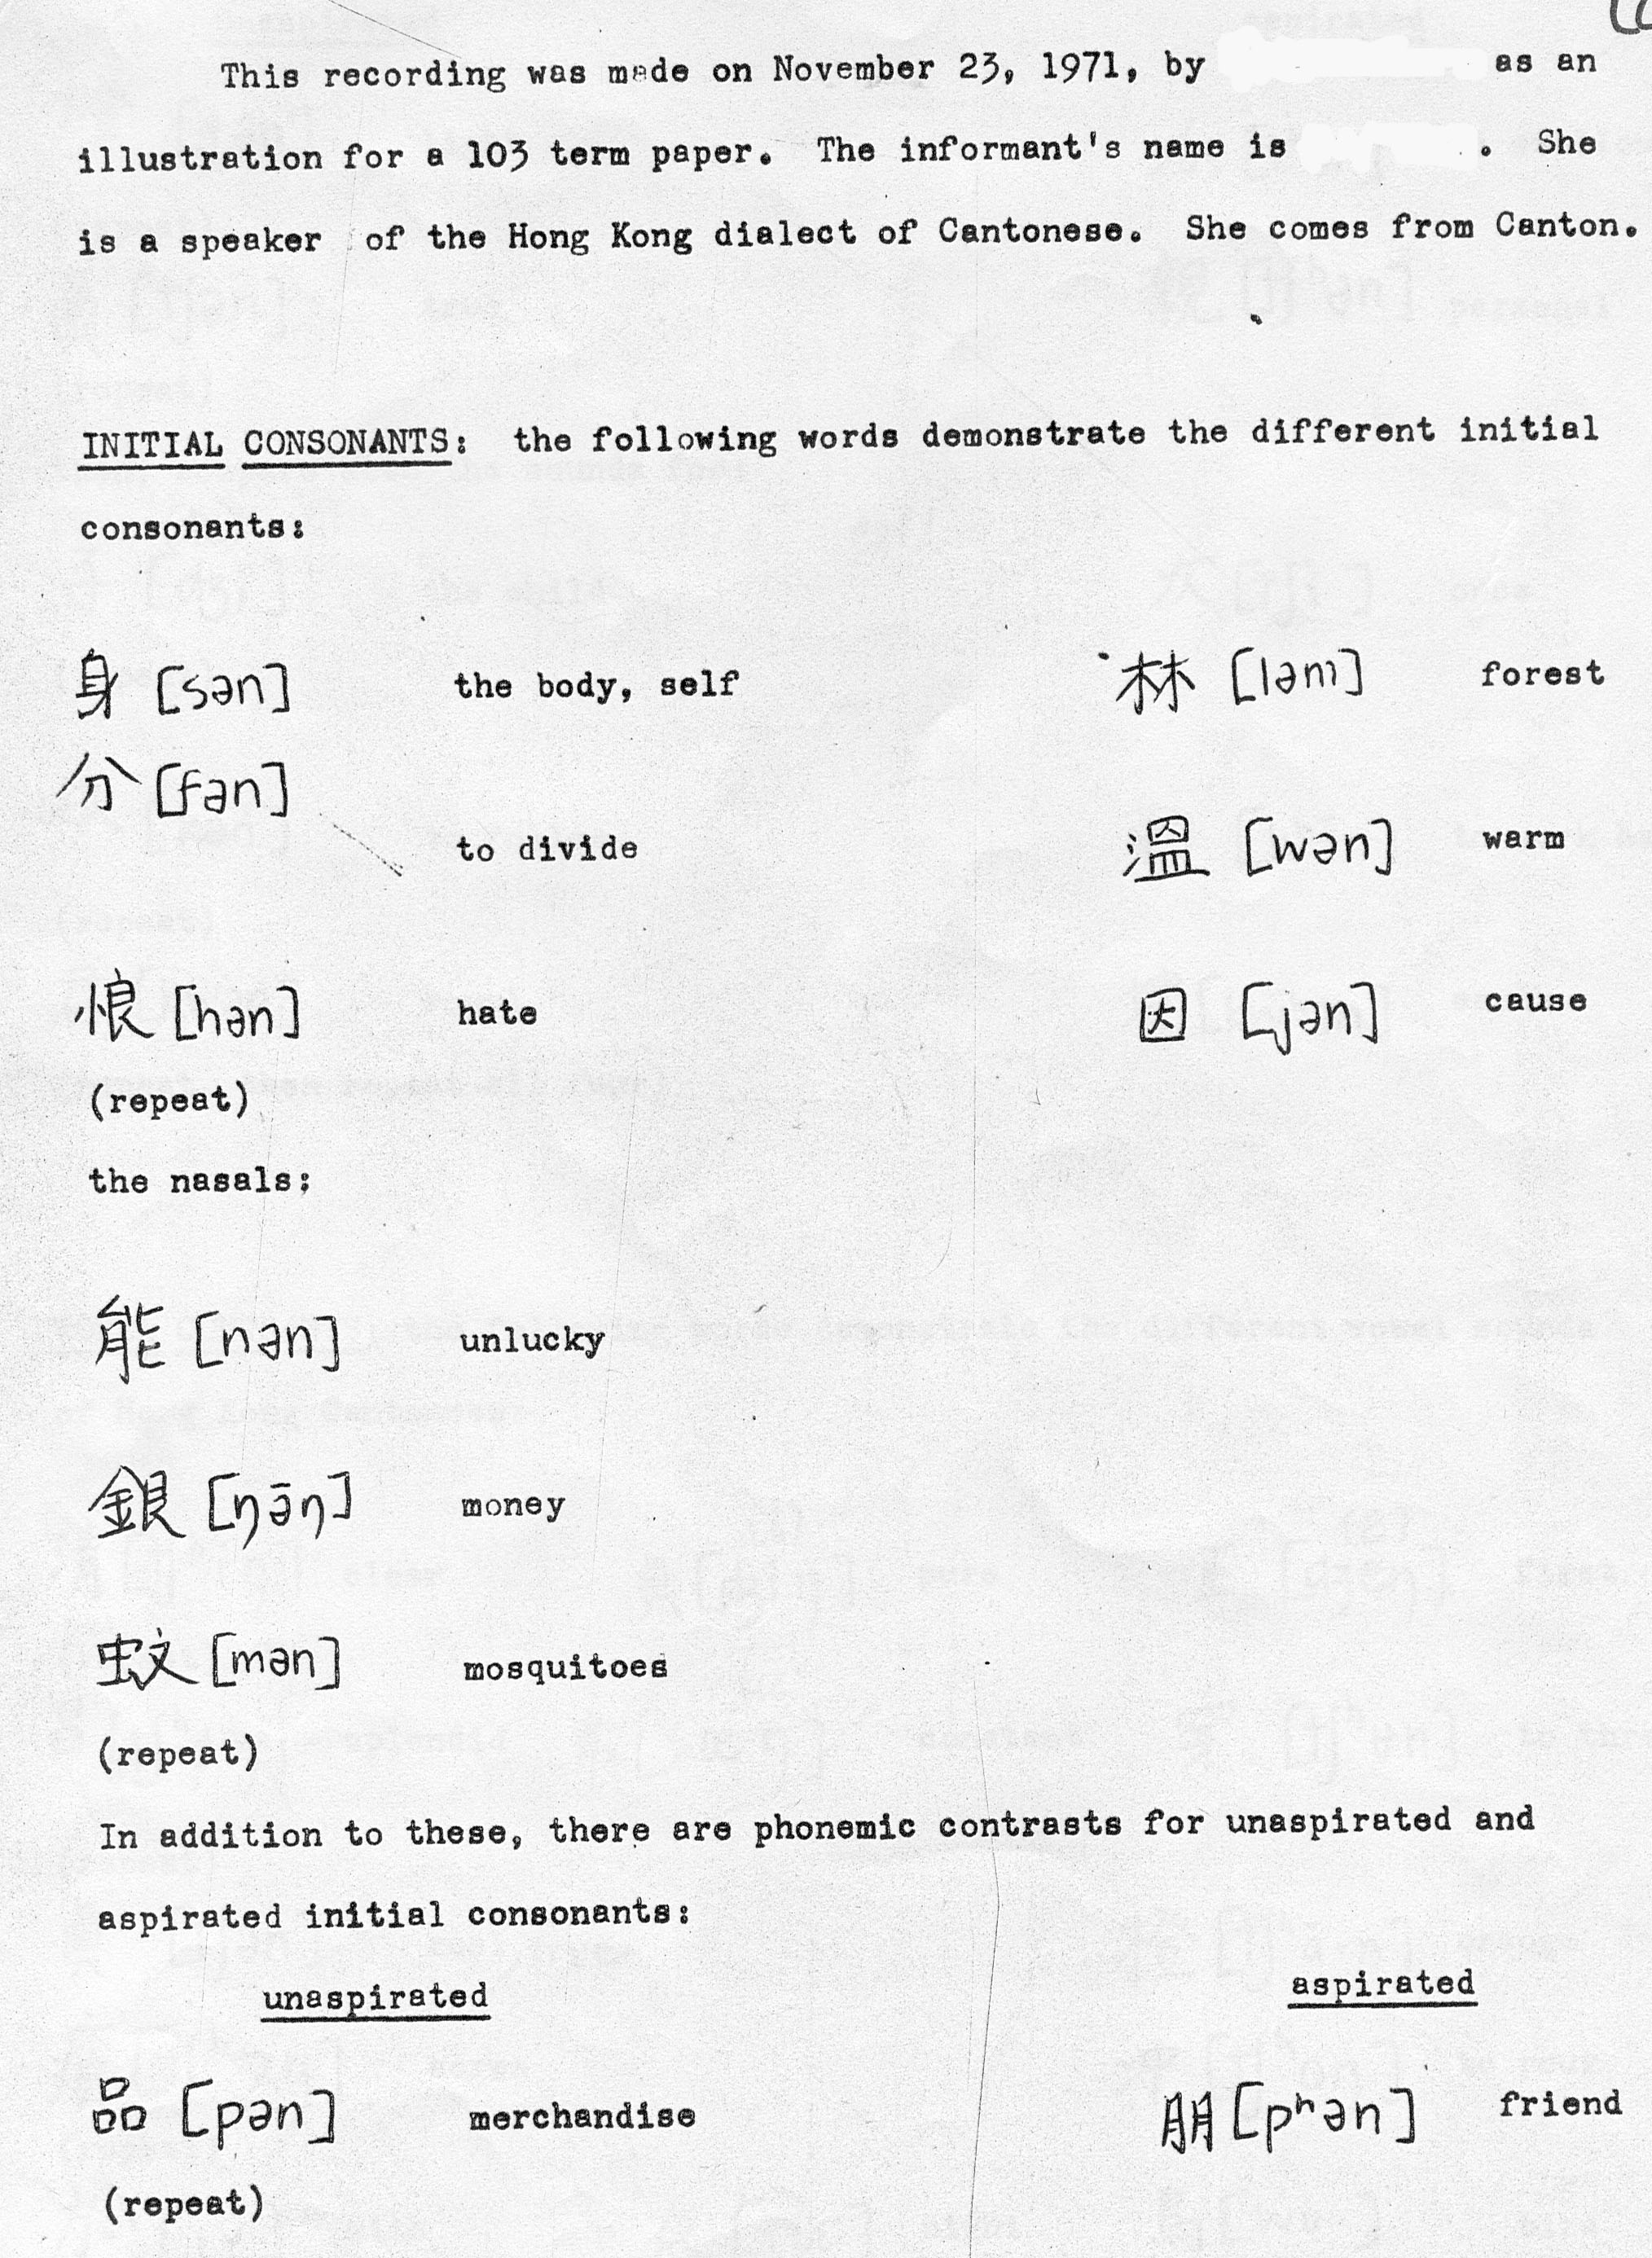 This recording was made on November 23, 1971, by as an
illustration for a 103 term paper. The informant's name is . She
is a speaker of the Hong Kong dialect of Cantonese. She comes from Canton.
INITIAL CONSONANTS: the following words demonstrate the different initial
consonants:
身 [sən] the body, self 林 [ləm] forest
分 [fən] to divide 溫 [wən] warm
恨 [hən] hate 因 [jən] cause
(repeat)
the nasals:
能 [nən] unlucky
銀 [ŋə̄ŋ] money
蚊 [mən] mosquitoes
(repeat)
In addition to these, there are phonemic contrasts for unaspirated and
aspirated initial consonants:
unaspirated aspirated
品 [pən] merchandise 朋 [pʰən] friend
(repeat)